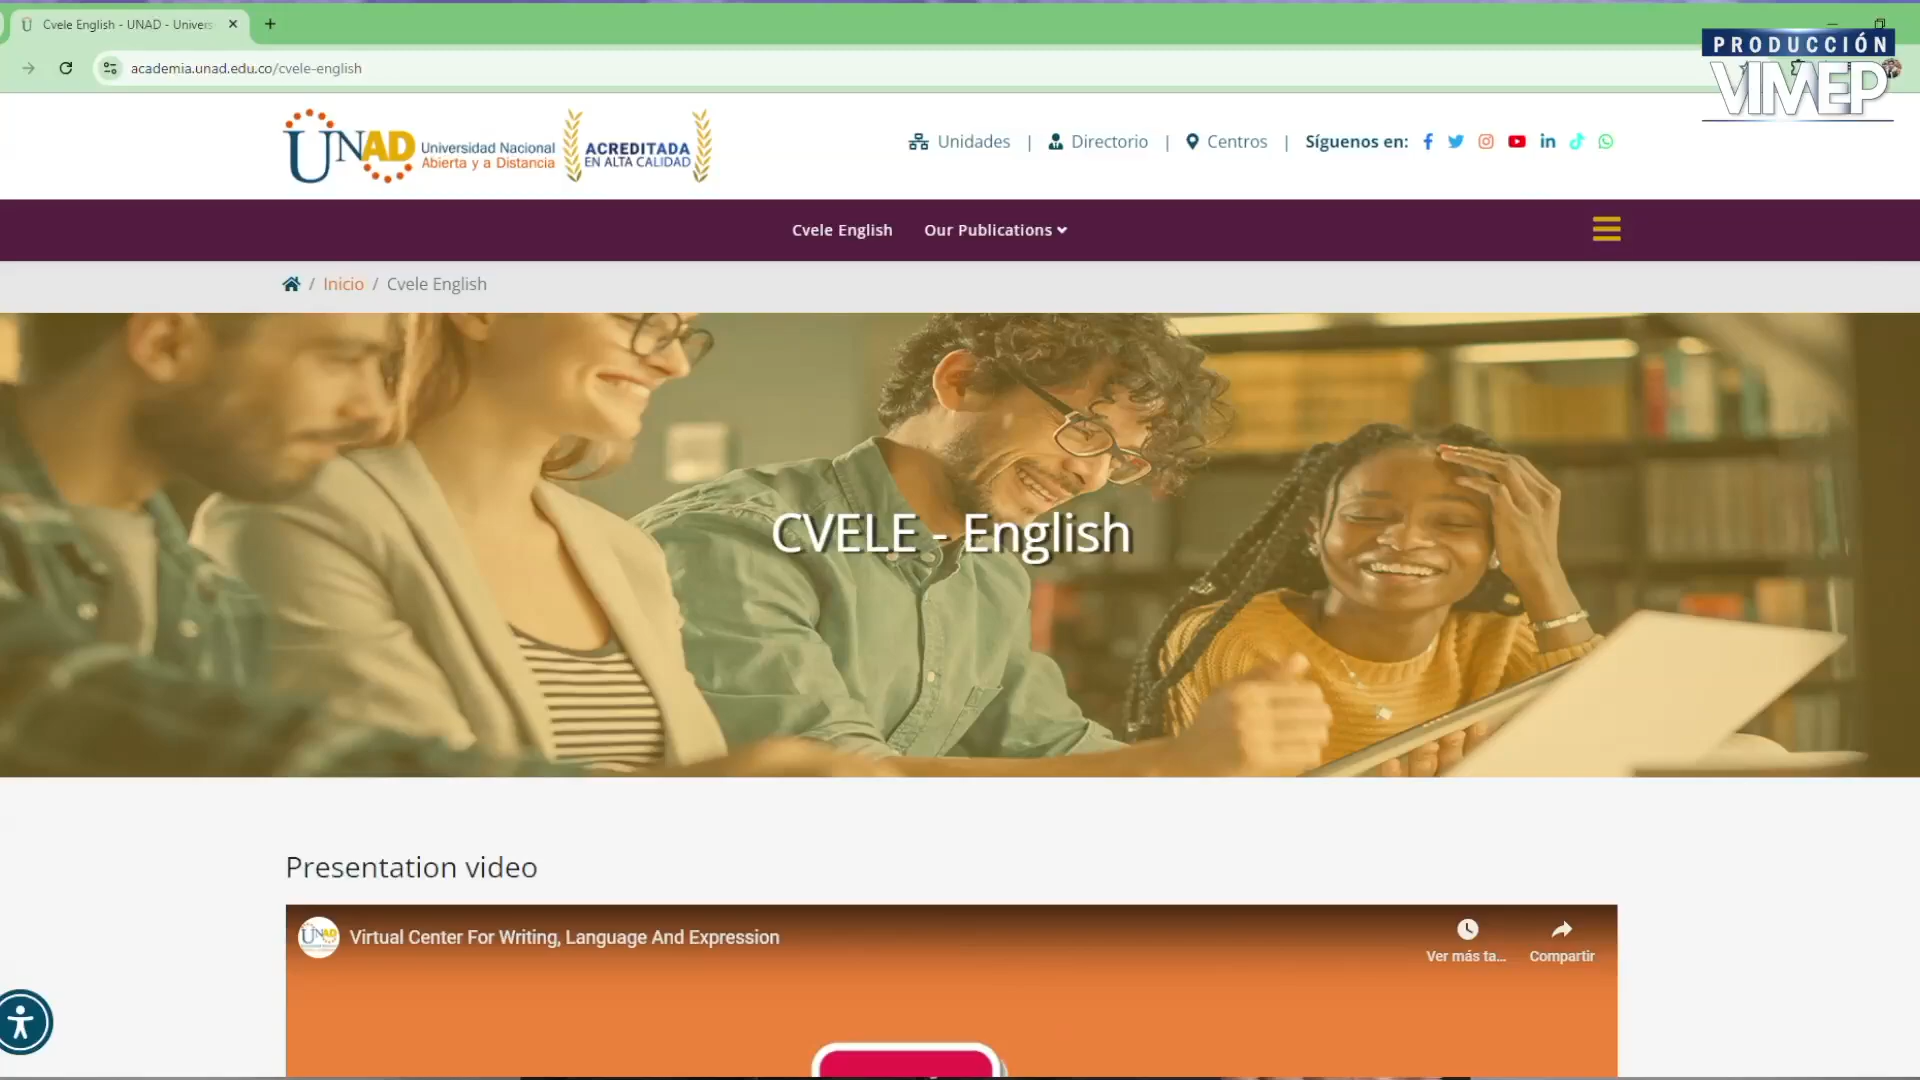 Cvele English - UNAD - Univers
academia.unad.edu.co/cvele-english
PRODUCCIÓN
VIMEP
UNAD Universidad Nacional
Abierta y a Distancia
ACREDITADA
EN ALTA CALIDAD
Unidades | Directorio | Centros | Síguenos en:
Cvele English Our Publications
/ Inicio / Cvele English
CVELE - English
Presentation video
UNAD
Virtual Center For Writing, Language And Expression
Ver más ta...
Compartir